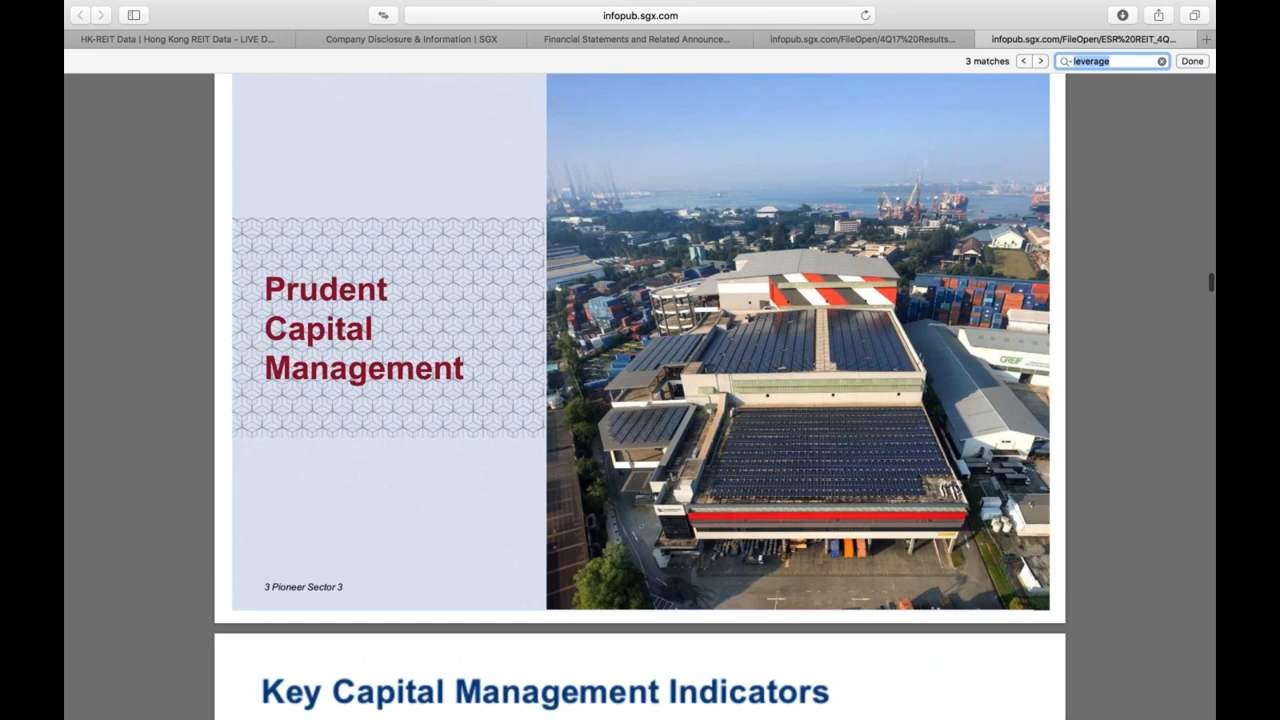 infopub.sgx.com
HK-REIT Data | Hong Kong REIT Data - LIVE D...
Company Disclosure & Information | SGX
Financial Statements and Related Announce...
infopub.sgx.com/FileOpen/4Q17%20Results...
infopub.sgx.com/FileOpen/ESR%20REIT_4Q...
3 matches
leverage
Done
Prudent
Capital
Management
GREIF
3 Pioneer Sector 3
Key Capital Management Indicators